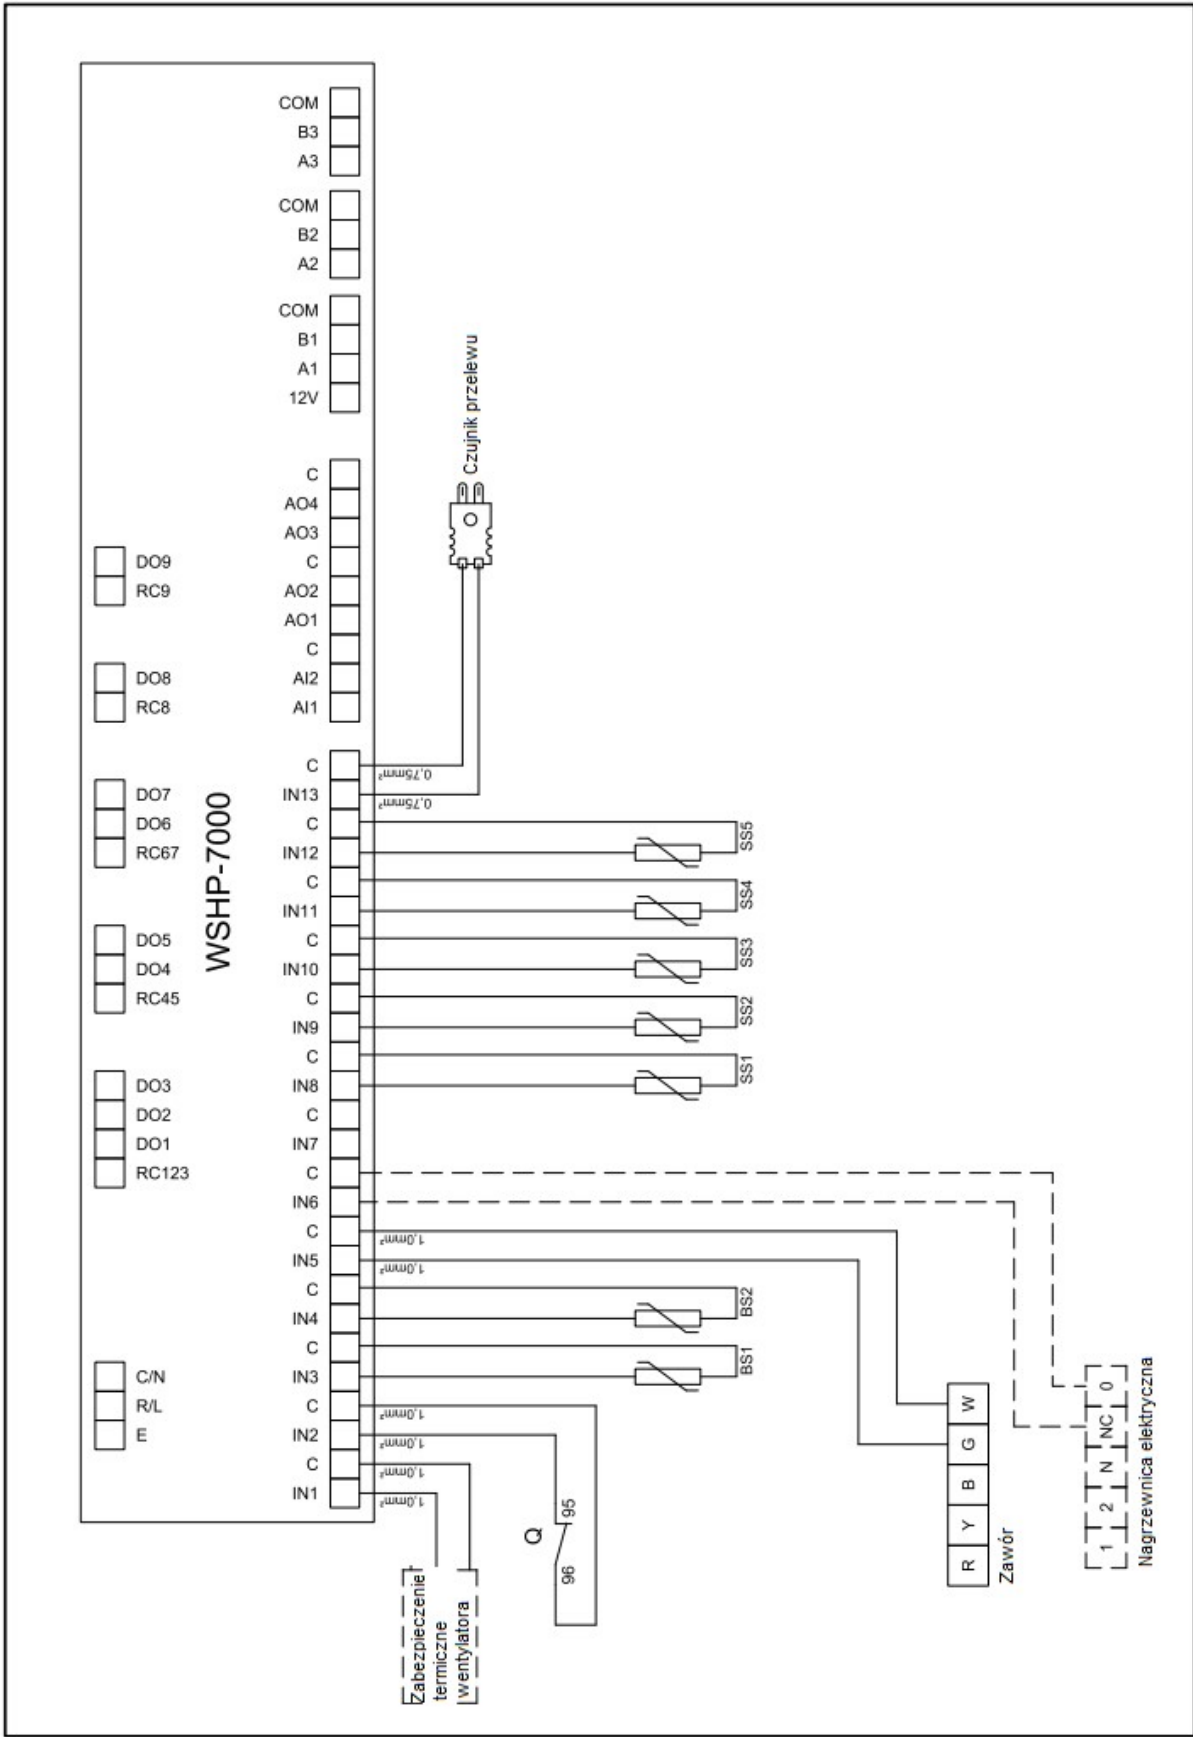 COM
B3
A3
COM
B2
A2
COM
B1
A1
12V
C
AO4
AO3
C
AO2
AO1
C
AI2
AI1
C
IN13
C
IN12
C
IN11
C
IN10
C
IN9
C
IN8
C
IN7
C
IN6
C
IN5
C
IN4
C
IN3
C
IN2
C
IN1
DO9
RC9
DO8
RC8
DO7
DO6
RC67
DO5
DO4
RC45
DO3
DO2
DO1
RC123
C/N
R/L
E
WSHP-7000
Czujnik przelewu
0,75mm²
0,75mm²
SS5
SS4
SS3
SS2
SS1
1,0mm²
1,0mm²
BS2
BS1
1,0mm²
1,0mm²
1,0mm²
1,0mm²
Q
95
96
Zabezpieczenie
termiczne
wentylatora
R Y B G W
Zawór
1 2 N NC 0
Nagrzewnica elektryczna